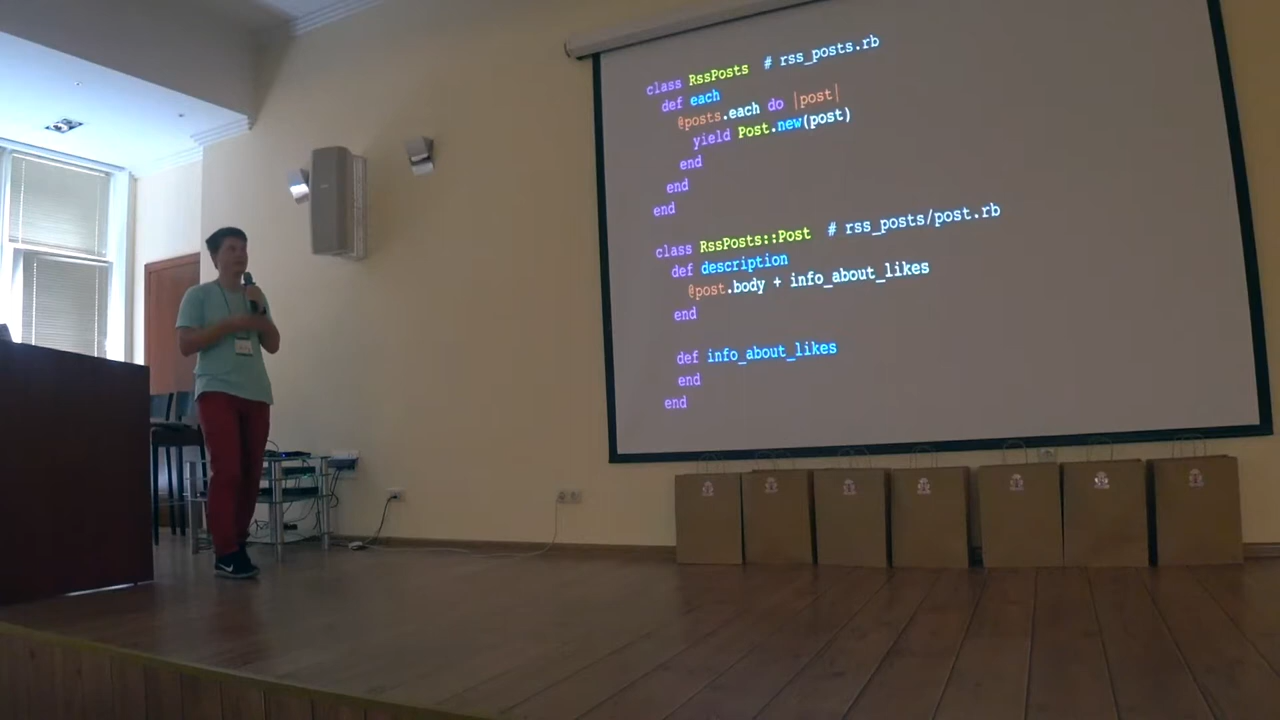 class RssPosts # rss_posts.rb
def each
@posts.each do |post|
yield Post.new(post)
end
end
end
class RssPosts::Post # rss_posts/post.rb
def description
@post.body + info_about_likes
end
def info_about_likes
end
end